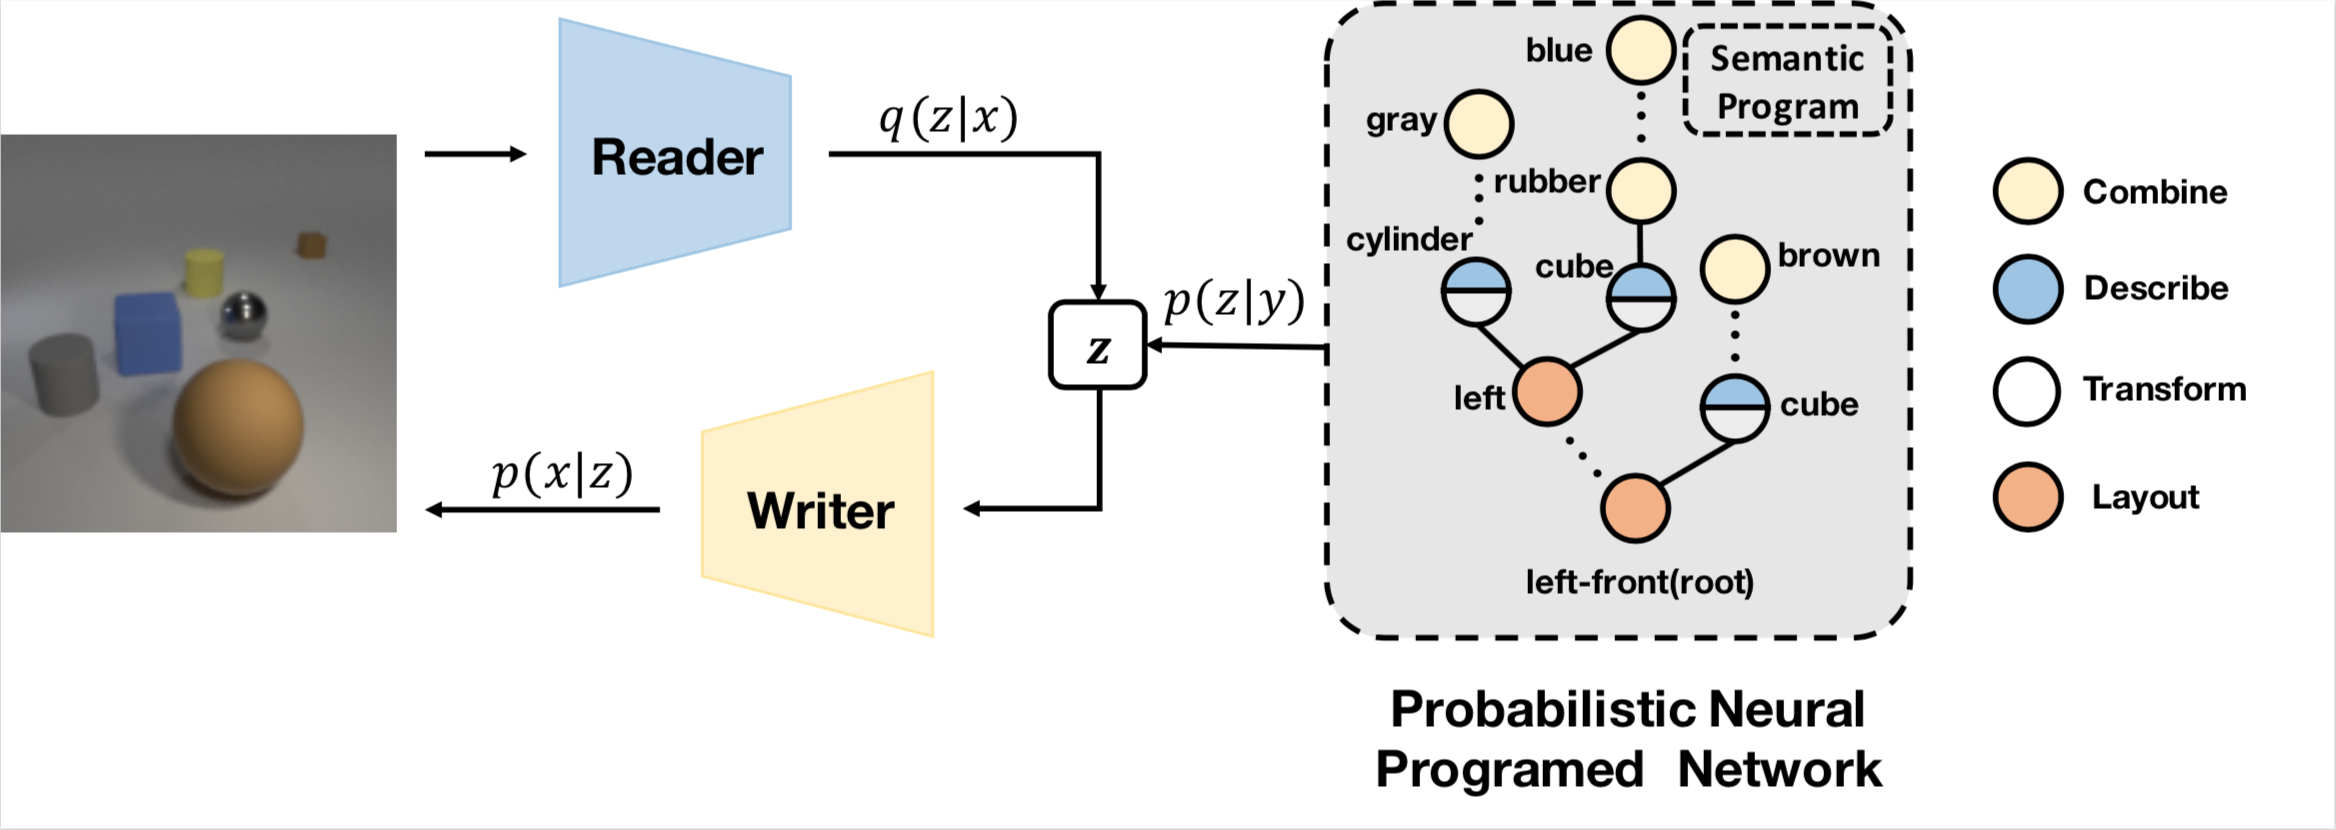 Reader
q(z|x)
z
p(z|y)
p(x|z)
Writer
blue
Semantic
Program
gray
rubber
cylinder
cube
brown
left
cube
left-front(root)
Combine
Describe
Transform
Layout
Probabilistic Neural
Programed Network